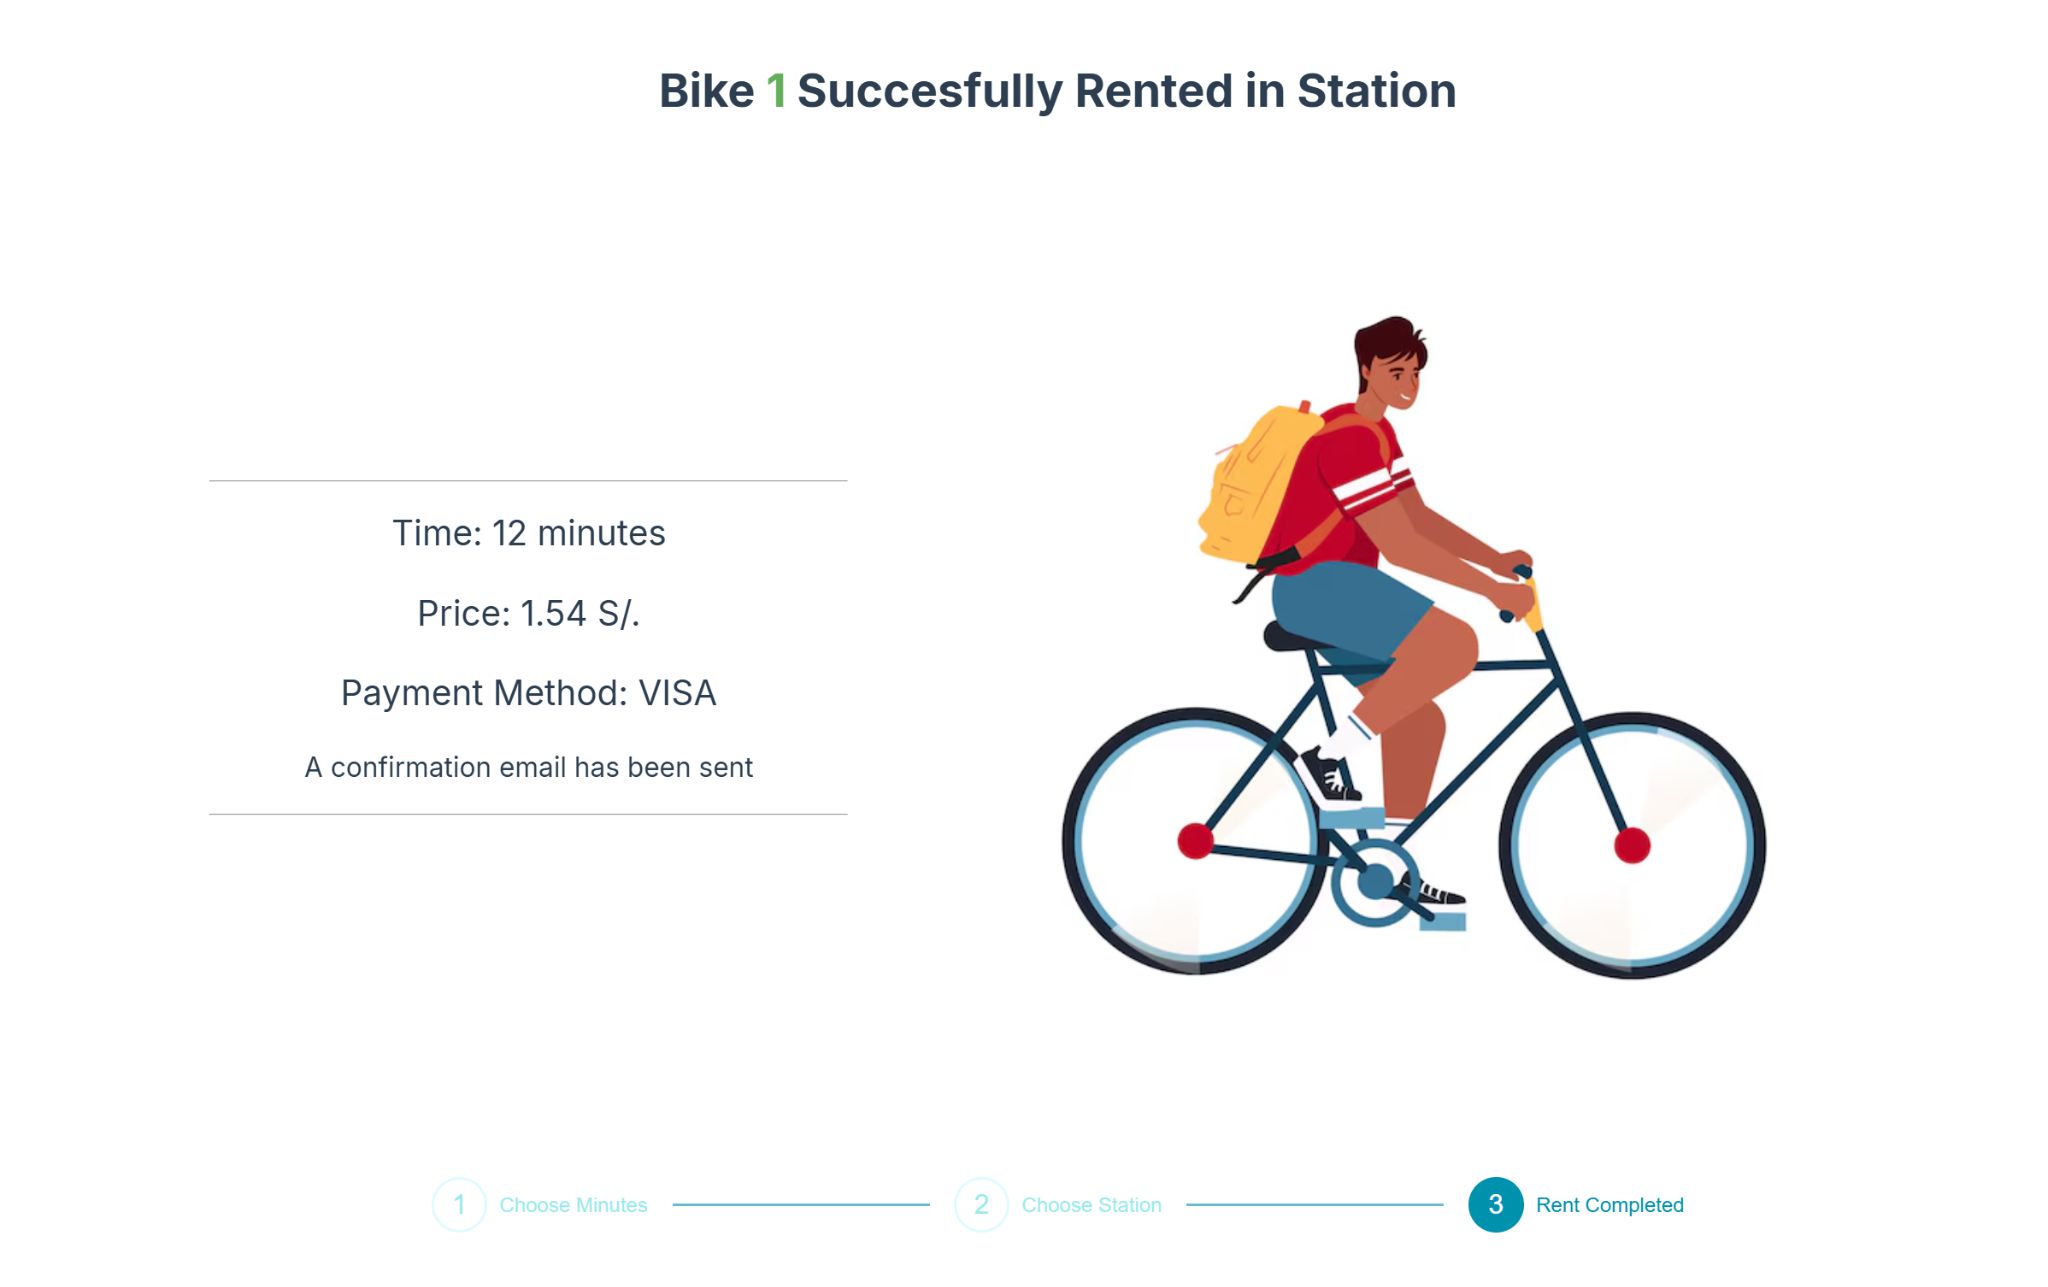 Bike 1 Succesfully Rented in Station
Time: 12 minutes
Price: 1.54 S/.
Payment Method: VISA
A confirmation email has been sent
1 Choose Minutes
2 Choose Station
3 Rent Completed